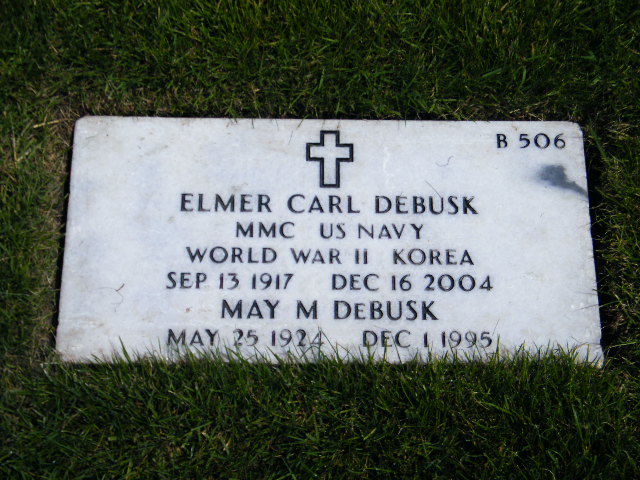 B 506
ELMER CARL DEBUSK
MMC US NAVY
WORLD WAR II KOREA
SEP 13 1917 DEC 16 2004
MAY M DEBUSK
MAY 25 1924 DEC 1 1995